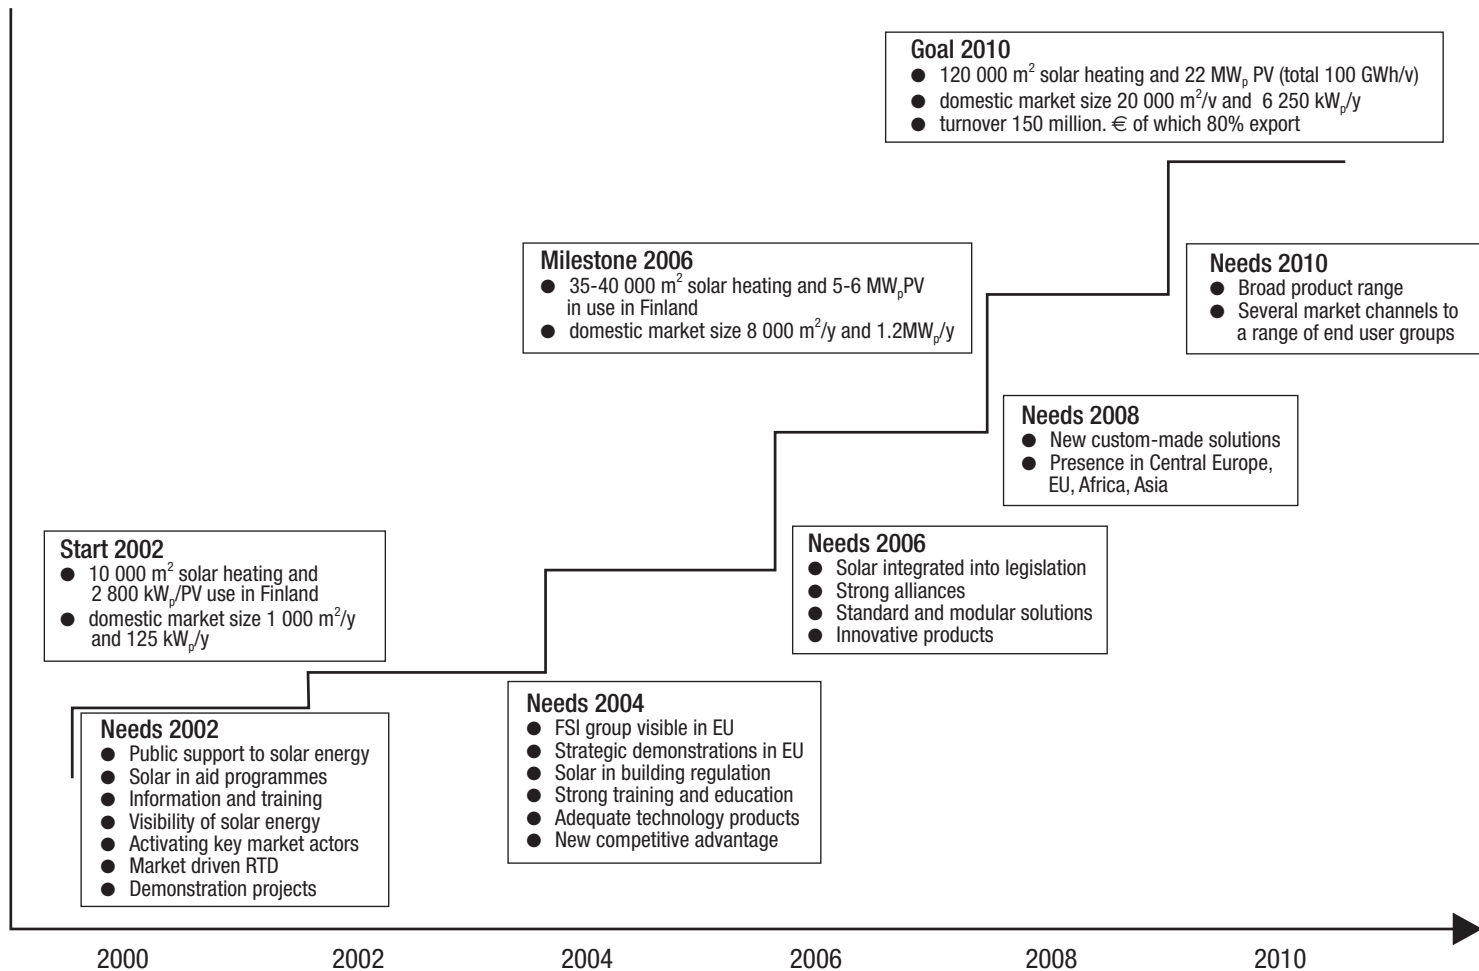 Goal 2010
● 120 000 m² solar heating and 22 MWₚ PV (total 100 GWh/v)
● domestic market size 20 000 m²/v and 6 250 kWₚ/y
● turnover 150 million. € of which 80% export
Milestone 2006
● 35-40 000 m² solar heating and 5-6 MWₚPV
in use in Finland
● domestic market size 8 000 m²/y and 1.2MWₚ/y
Needs 2010
● Broad product range
● Several market channels to
a range of end user groups
Needs 2008
● New custom-made solutions
● Presence in Central Europe,
EU, Africa, Asia
Start 2002
● 10 000 m² solar heating and
2 800 kWₚ/PV use in Finland
● domestic market size 1 000 m²/y
and 125 kWₚ/y
Needs 2006
● Solar integrated into legislation
● Strong alliances
● Standard and modular solutions
● Innovative products
Needs 2002
● Public support to solar energy
● Solar in aid programmes
● Information and training
● Visibility of solar energy
● Activating key market actors
● Market driven RTD
● Demonstration projects
Needs 2004
● FSI group visible in EU
● Strategic demonstrations in EU
● Solar in building regulation
● Strong training and education
● Adequate technology products
● New competitive advantage
2000 2002 2004 2006 2008 2010